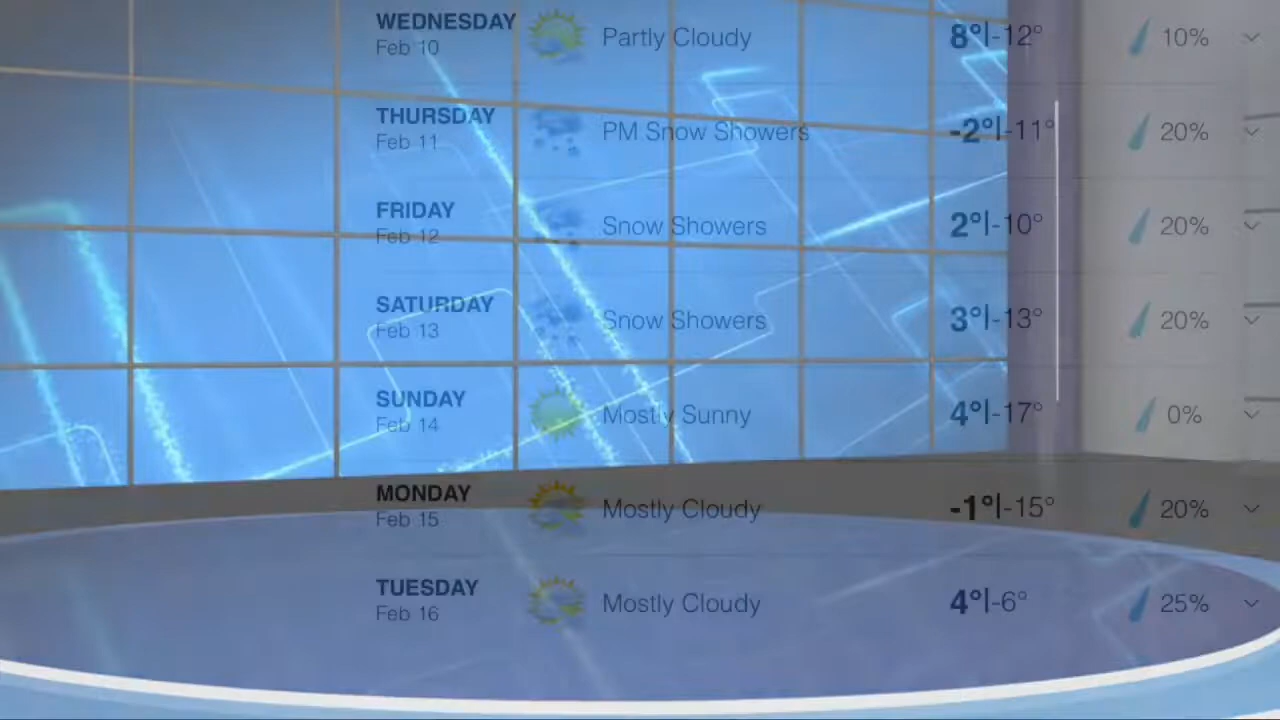 WEDNESDAY Partly Cloudy 8°|-12° 10%
Feb 10
THURSDAY PM Snow Showers -2°|-11° 20%
Feb 11
FRIDAY Snow Showers 2°|-10° 20%
Feb 12
SATURDAY Snow Showers 3°|-13° 20%
Feb 13
SUNDAY Mostly Sunny 4°|-17° 0%
Feb 14
MONDAY Mostly Cloudy -1°|-15° 20%
Feb 15
TUESDAY Mostly Cloudy 4°|-6° 25%
Feb 16